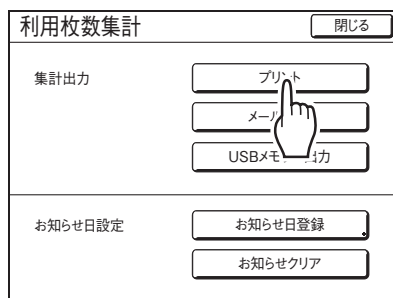 利用枚数集計
閉じる
集計出力
プリント
メール
USBメモ 出力
お知らせ日設定
お知らせ日登録
お知らせクリア